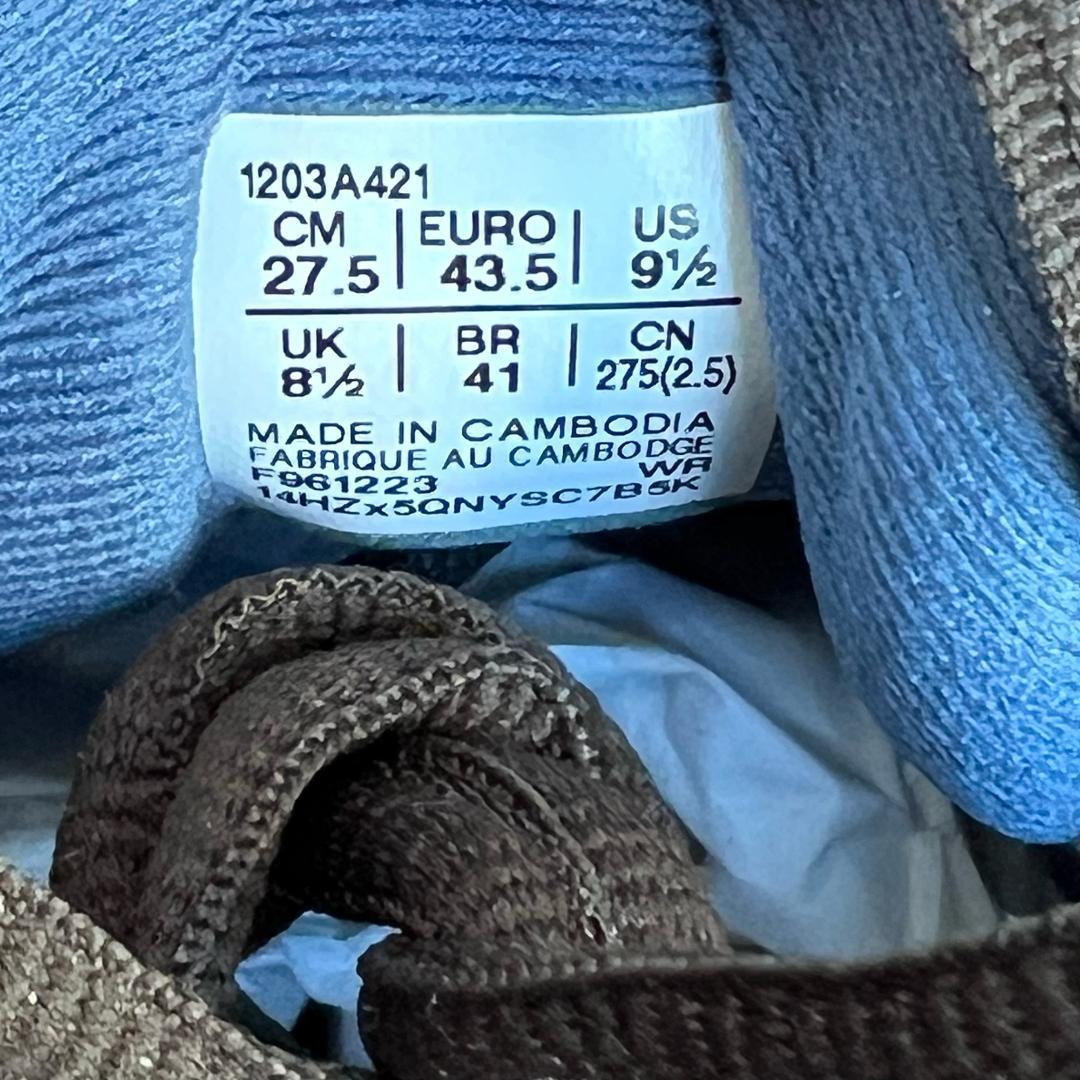 1203A421
CM | EURO | US
27.5 | 43.5 | 9½
UK | BR | CN
8½ | 41 | 275(2.5)
MADE IN CAMBODIA
FABRIQUE AU CAMBODGE
F961223 WR
14HZx5QNYSC7B5K